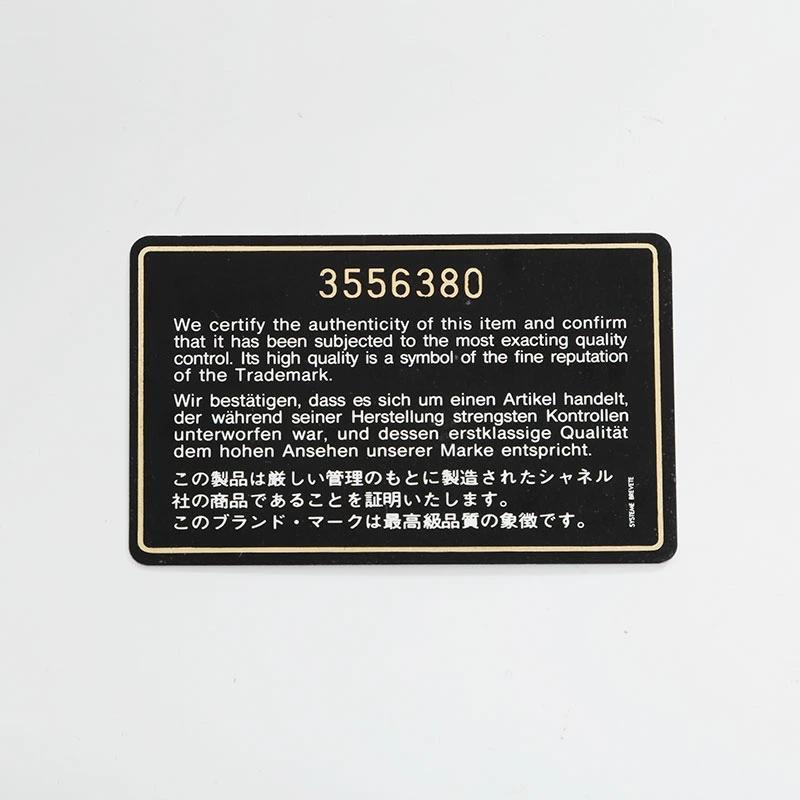 3556380
We certify the authenticity of this item and confirm
that it has been subjected to the most exacting quality
control. Its high quality is a symbol of the fine reputation
of the Trademark.
Wir bestätigen, dass es sich um einen Artikel handelt,
der während seiner Herstellung strengsten Kontrollen
unterworfen war, und dessen erstklassige Qualität
dem hohen Ansehen unserer Marke entspricht.
この製品は厳しい管理のもとに製造されたシャネル
社の商品であることを証明いたします。
このブランド・マークは最高級品質の象徴です。
SYSTEME BREVETE